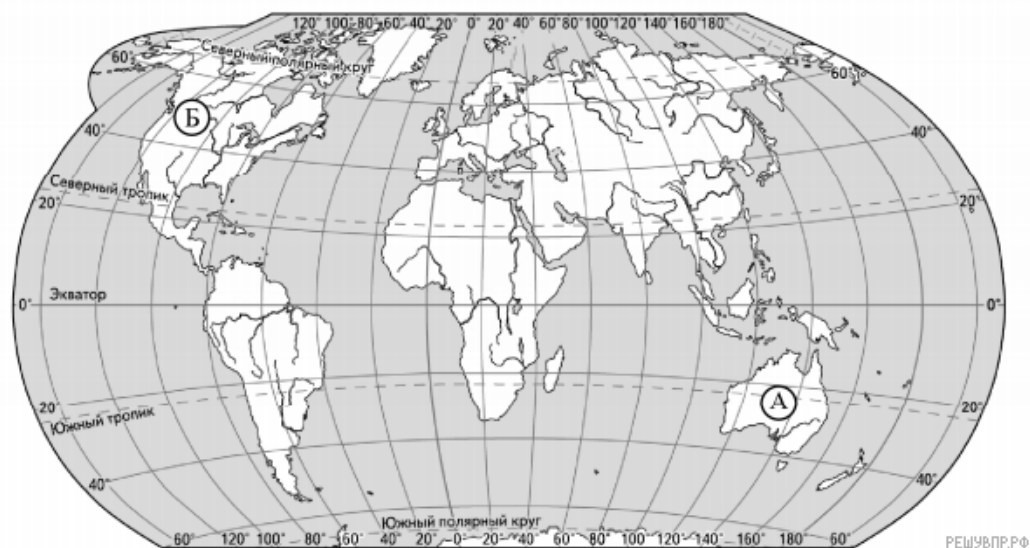 120° 100° 80° 60° 40° 20° 0° 20° 40° 60° 80° 100° 120° 140° 160° 180°
Северный полярный круг
60° 60°
Б
40° 40°
Северный тропик
20° 20°
Экватор
0° 0°
А
20° 20°
Южный тропик
40° 40°
Южный полярный круг
60° 120° 100° 80° 60° 40° 20° 0° 20° 40° 60° 80° 100° 120° 140° 160° 180° 60°
РЕШУВПР.РФ